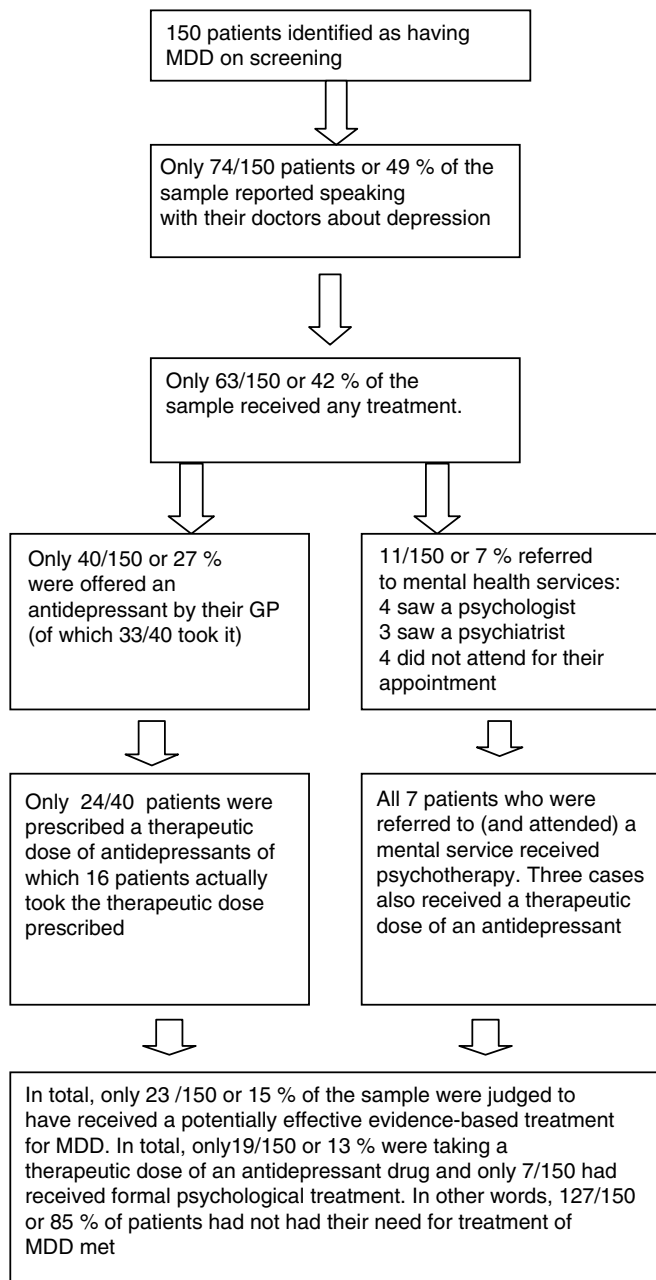 150 patients identified as having
MDD on screening
Only 74/150 patients or 49 % of the
sample reported speaking
with their doctors about depression
Only 63/150 or 42 % of the
sample received any treatment.
Only 40/150 or 27 %
were offered an
antidepressant by their GP
(of which 33/40 took it)
11/150 or 7 % referred
to mental health services:
4 saw a psychologist
3 saw a psychiatrist
4 did not attend for their
appointment
Only 24/40 patients were
prescribed a therapeutic
dose of antidepressants of
which 16 patients actually
took the therapeutic dose
prescribed
All 7 patients who were
referred to (and attended) a
mental service received
psychotherapy. Three cases
also received a therapeutic
dose of an antidepressant
In total, only 23 /150 or 15 % of the sample were judged to
have received a potentially effective evidence-based treatment
for MDD. In total, only19/150 or 13 % were taking a
therapeutic dose of an antidepressant drug and only 7/150 had
received formal psychological treatment. In other words, 127/150
or 85 % of patients had not had their need for treatment of
MDD met